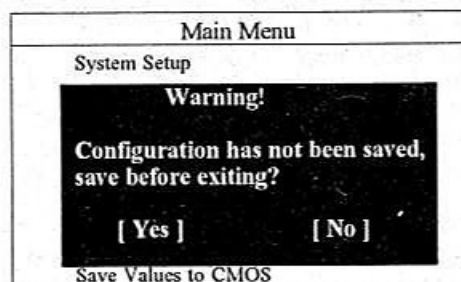 Main Menu
System Setup
Warning!
Configuration has not been saved,
save before exiting?
[ Yes ] [ No ]
Save Values to CMOS